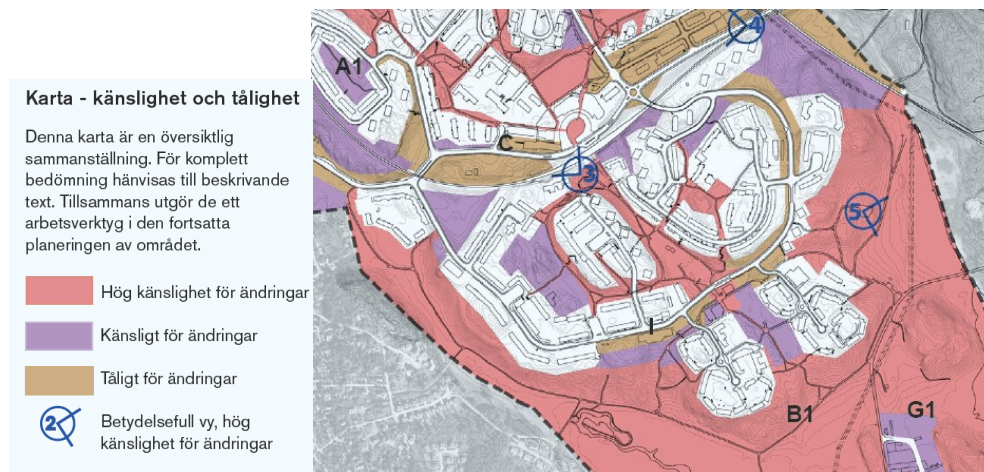 Karta - känslighet och tålighet
Denna karta är en översiktlig
sammanställning. För komplett
bedömning hänvisas till beskrivande
text. Tillsammans utgör de ett
arbetsverktyg i den fortsatta
planeringen av området.
Hög känslighet för ändringar
Känsligt för ändringar
Tåligt för ändringar
2
Betydelsefull vy, hög
känslighet för ändringar
4
A1
C
3
5
I
B1
G1